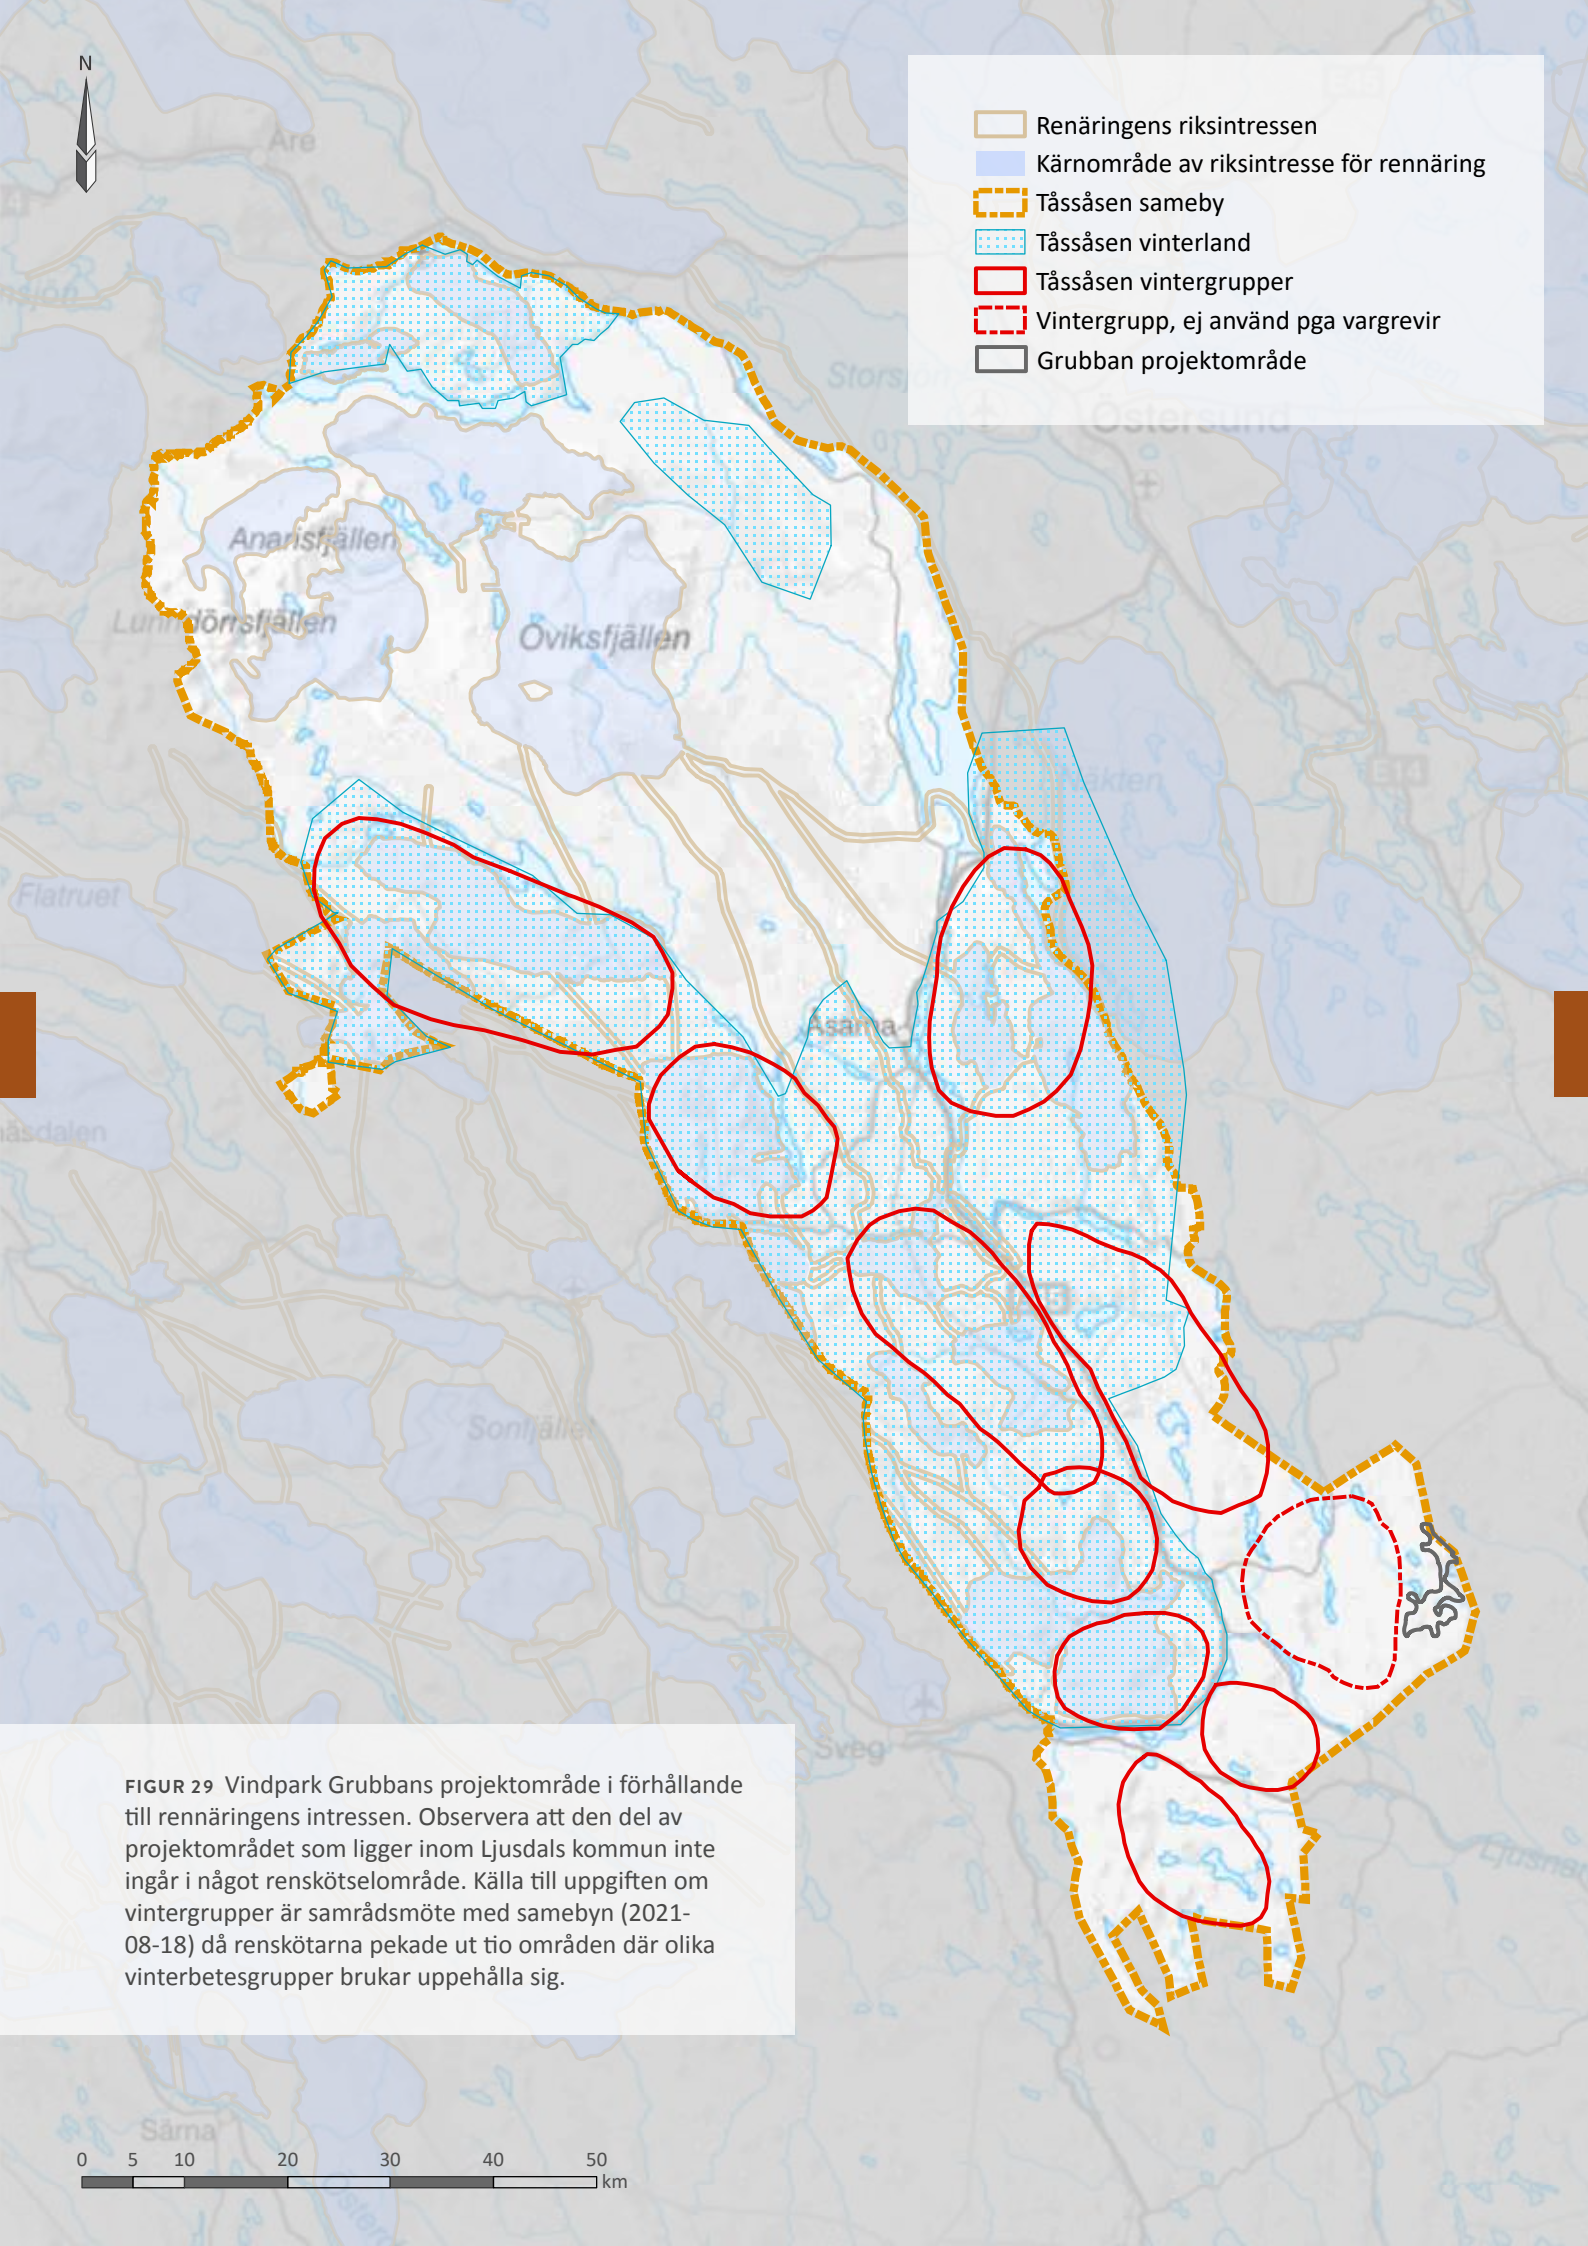 N
Renäringens riksintressen
Kärnområde av riksintresse för rennäring
Tåssåsen sameby
Tåssåsen vinterland
Tåssåsen vintergrupper
Vintergrupp, ej använd pga vargrevir
Grubban projektområde
Åre
Östersund
Anarisfjällen
Lunndörrsfjällen
Oviksfjällen
Flatruet
Åsarna
Sonfjället
Sveg
FIGUR 29 Vindpark Grubbans projektområde i förhållande
till rennäringens intressen. Observera att den del av
projektområdet som ligger inom Ljusdals kommun inte
ingår i något renskötselområde. Källa till uppgiften om
vintergrupper är samrådsmöte med samebyn (2021-
08-18) då renskötarna pekade ut tio områden där olika
vinterbetesgrupper brukar uppehålla sig.
Särna
0 5 10 20 30 40 50
km